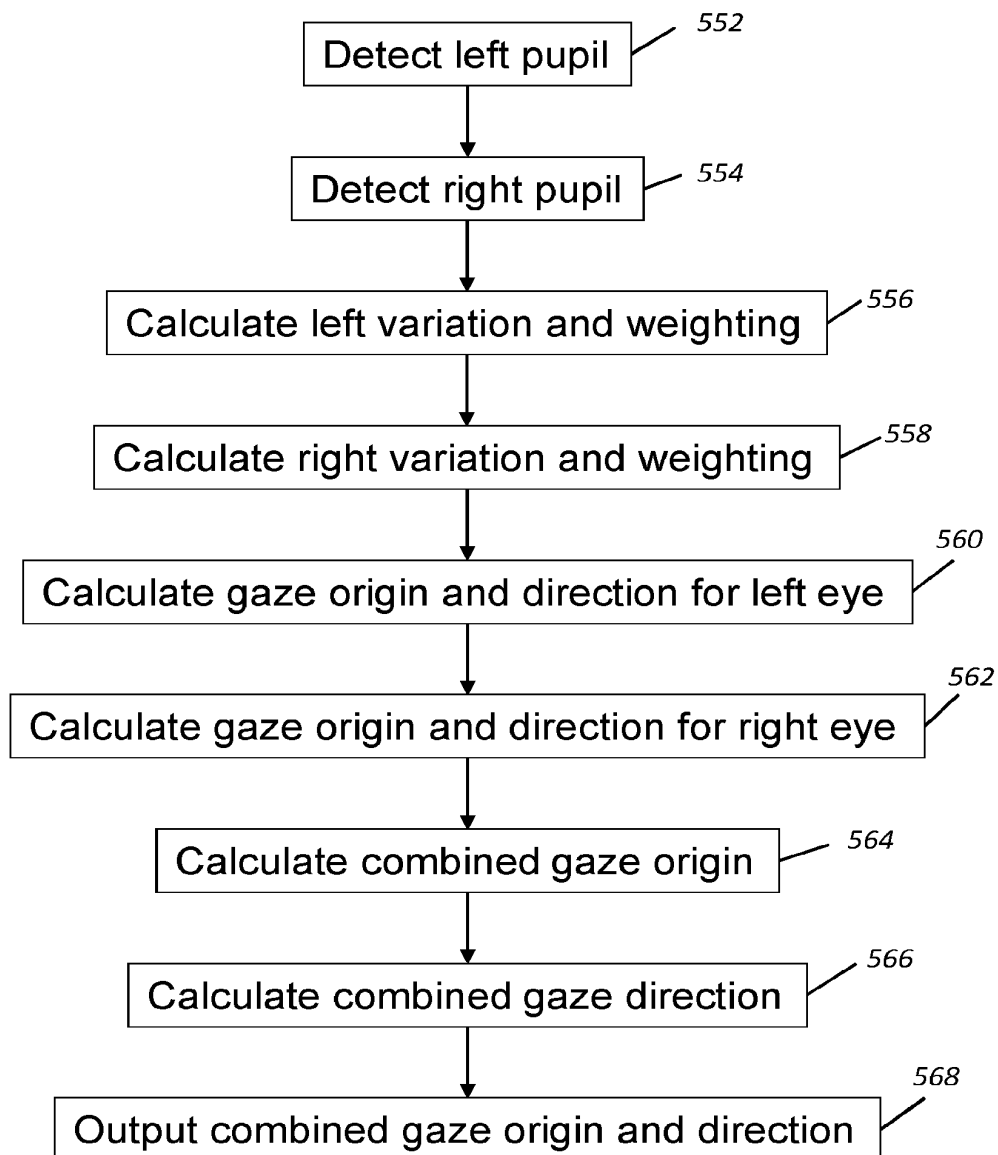 552
Detect left pupil
554
Detect right pupil
556
Calculate left variation and weighting
558
Calculate right variation and weighting
560
Calculate gaze origin and direction for left eye
562
Calculate gaze origin and direction for right eye
564
Calculate combined gaze origin
566
Calculate combined gaze direction
568
Output combined gaze origin and direction